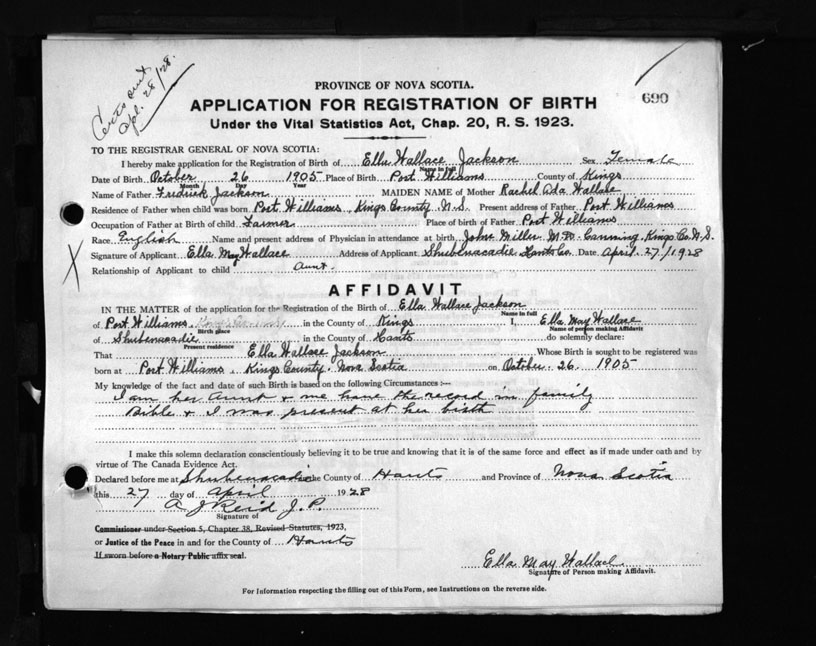 Certs out
Apl. 28/28.
690
PROVINCE OF NOVA SCOTIA.
APPLICATION FOR REGISTRATION OF BIRTH
Under the Vital Statistics Act, Chap. 20, R. S. 1923.
TO THE REGISTRAR GENERAL OF NOVA SCOTIA:
I hereby make application for the Registration of Birth of Ella Wallace Jackson Sex Female
Name in full
Date of Birth October 26 1905 Place of Birth Port Williams County of Kings
Month Day Year
Name of Father Fredrick Jackson MAIDEN NAME of Mother Rachel Ada Wallace
Residence of Father when child was born Port Williams, Kings County N.S. Present address of Father Port Williams
Occupation of Father at Birth of child Farmer Place of birth of Father Port Williams
Race English Name and present address of Physician in attendance at birth John Miller M.D. Canning Kings Co. N.S.
Signature of Applicant Ella May Wallace Address of Applicant Shubenacadie Hants Co. Date April 27/1928
Relationship of Applicant to child Aunt.
AFFIDAVIT
IN THE MATTER of the application for the Registration of the Birth of Ella Wallace Jackson
Name in full
of Port Williams in the County of Kings I, Ella May Wallace
Birth place Name of person making Affidavit
of Shubenacadie in the County of Hants do solemnly declare:
Present residence
That Ella Wallace Jackson Whose Birth is sought to be registered was
born at Port Williams, Kings County. Nova Scotia on October. 26. 1905
My knowledge of the fact and date of such Birth is based on the following Circumstances :—
I am her Aunt & we have the record in family
Bible & I was present at her birth
I make this solemn declaration conscientiously believing it to be true and knowing that it is of the same force and effect as if made under oath and by
virtue of The Canada Evidence Act.
Declared before me at Shubenacadie the County of Hants and Province of Nova Scotia
this 27 day of April 1928
A J Reid J.P.
Signature of
Commissioner under Section 5, Chapter 38, Revised Statutes, 1923,
or Justice of the Peace in and for the County of Hants
If sworn before a Notary Public affix seal.
Ella May Wallace
Signature of Person making Affidavit.
For Information respecting the filling out of this Form, see Instructions on the reverse side.